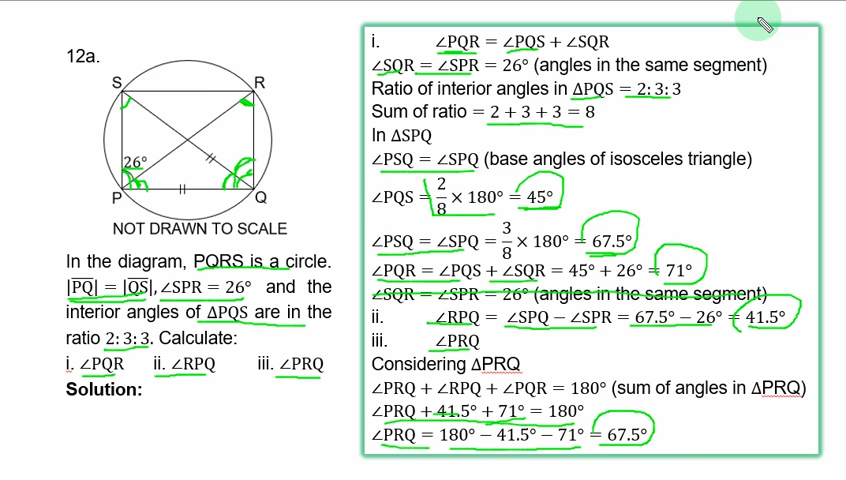 12a.
S
R
26°
P
Q
NOT DRAWN TO SCALE
In the diagram, PQRS is a circle.
|PQ| = |QS|, ∠SPR = 26° and the
interior angles of ΔPQS are in the
ratio 2: 3: 3. Calculate:
i. ∠PQR ii. ∠RPQ iii. ∠PRQ
Solution:
i. ∠PQR = ∠PQS + ∠SQR
∠SQR = ∠SPR = 26° (angles in the same segment)
Ratio of interior angles in ΔPQS = 2: 3: 3
Sum of ratio = 2 + 3 + 3 = 8
In ΔSPQ
∠PSQ = ∠SPQ (base angles of isosceles triangle)
∠PQS = 2/8 × 180° = 45°
∠PSQ = ∠SPQ = 3/8 × 180° = 67.5°
∠PQR = ∠PQS + ∠SQR = 45° + 26° = 71°
∠SQR = ∠SPR = 26° (angles in the same segment)
ii. ∠RPQ = ∠SPQ − ∠SPR = 67.5° − 26° = 41.5°
iii. ∠PRQ
Considering ΔPRQ
∠PRQ + ∠RPQ + ∠PQR = 180° (sum of angles in ΔPRQ)
∠PRQ + 41.5° + 71° = 180°
∠PRQ = 180° − 41.5° − 71° = 67.5°